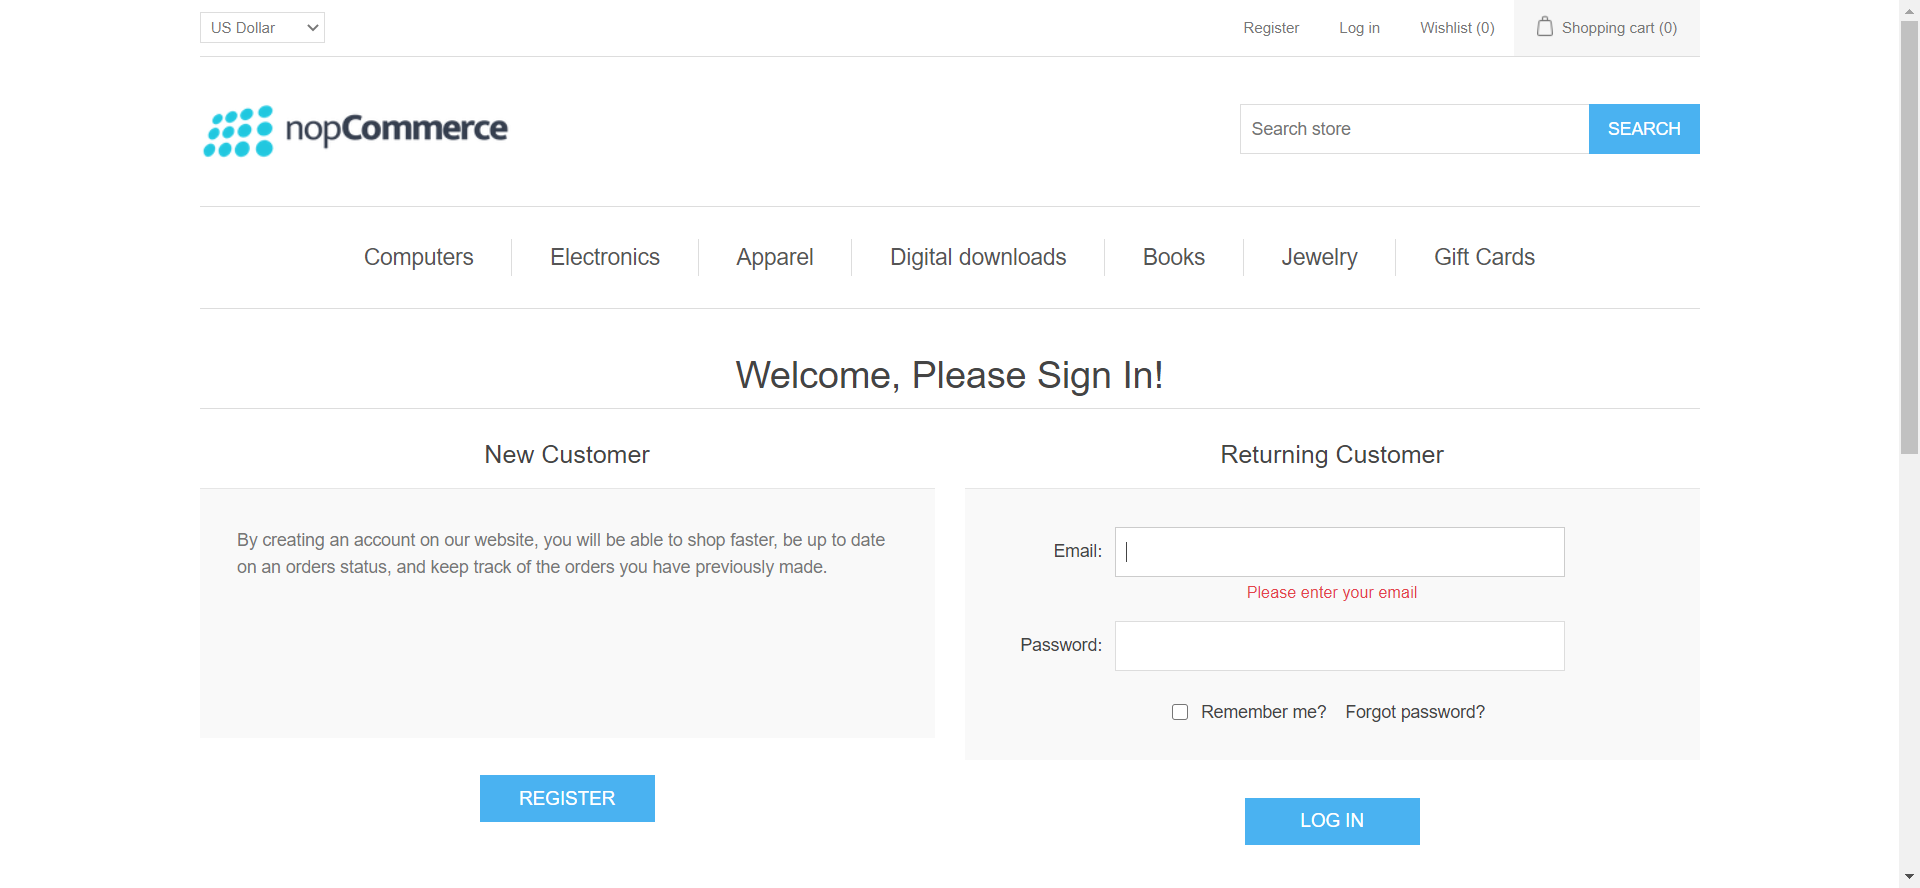 US Dollar
Register
Log in
Wishlist (0)
Shopping cart (0)
nopCommerce
Search store
SEARCH
Computers
Electronics
Apparel
Digital downloads
Books
Jewelry
Gift Cards
Welcome, Please Sign In!
New Customer
By creating an account on our website, you will be able to shop faster, be up to date
on an orders status, and keep track of the orders you have previously made.
REGISTER
Returning Customer
Email:
Please enter your email
Password:
Remember me?
Forgot password?
LOG IN